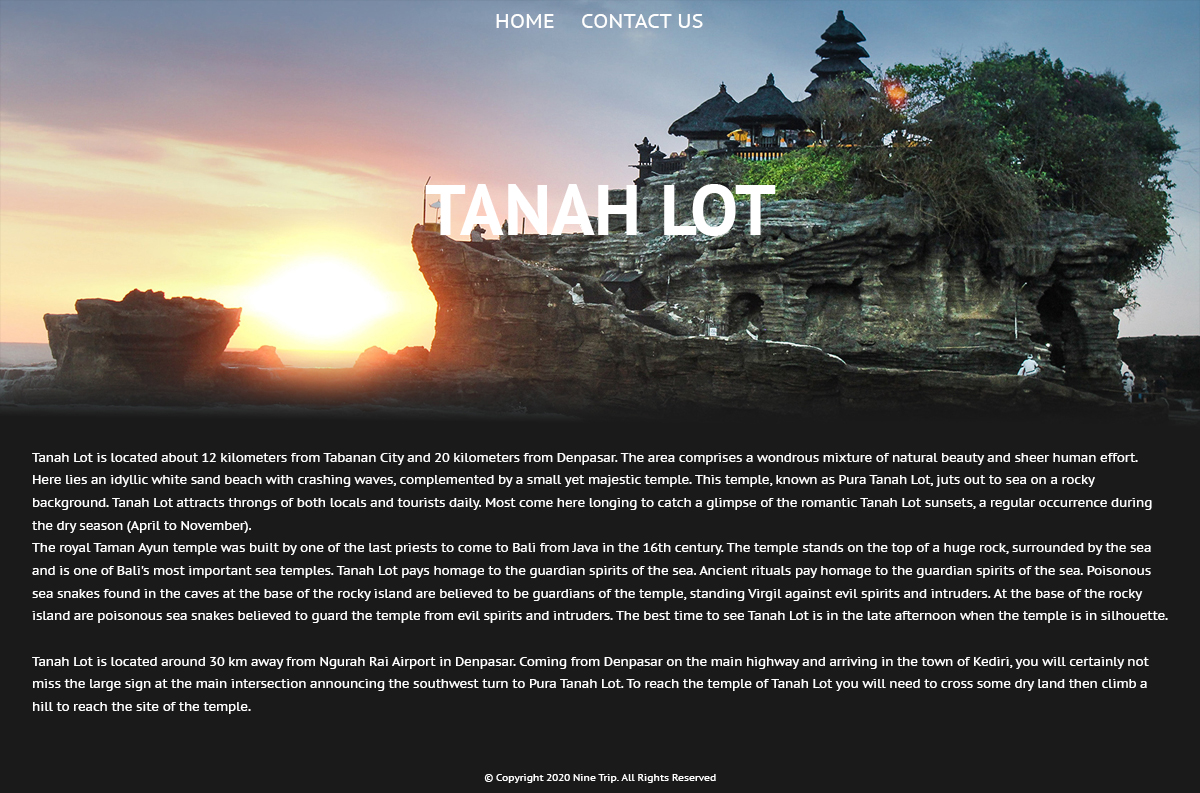 HOME CONTACT US
TANAH LOT
Tanah Lot is located about 12 kilometers from Tabanan City and 20 kilometers from Denpasar. The area comprises a wondrous mixture of natural beauty and sheer human effort.
Here lies an idyllic white sand beach with crashing waves, complemented by a small yet majestic temple. This temple, known as Pura Tanah Lot, juts out to sea on a rocky
background. Tanah Lot attracts throngs of both locals and tourists daily. Most come here longing to catch a glimpse of the romantic Tanah Lot sunsets, a regular occurrence during
the dry season (April to November).
The royal Taman Ayun temple was built by one of the last priests to come to Bali from Java in the 16th century. The temple stands on the top of a huge rock, surrounded by the sea
and is one of Bali's most important sea temples. Tanah Lot pays homage to the guardian spirits of the sea. Ancient rituals pay homage to the guardian spirits of the sea. Poisonous
sea snakes found in the caves at the base of the rocky island are believed to be guardians of the temple, standing Virgil against evil spirits and intruders. At the base of the rocky
island are poisonous sea snakes believed to guard the temple from evil spirits and intruders. The best time to see Tanah Lot is in the late afternoon when the temple is in silhouette.
Tanah Lot is located around 30 km away from Ngurah Rai Airport in Denpasar. Coming from Denpasar on the main highway and arriving in the town of Kediri, you will certainly not
miss the large sign at the main intersection announcing the southwest turn to Pura Tanah Lot. To reach the temple of Tanah Lot you will need to cross some dry land then climb a
hill to reach the site of the temple.
© Copyright 2020 Nine Trip. All Rights Reserved